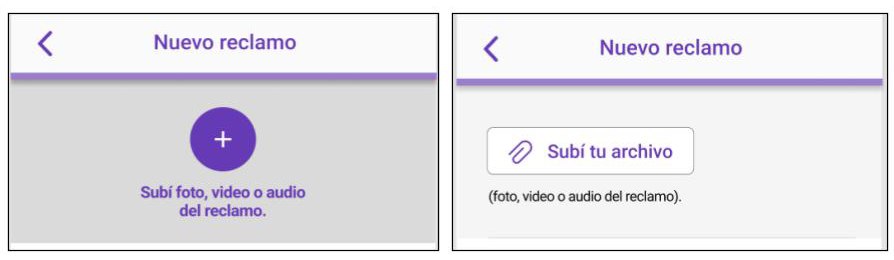 Nuevo reclamo
+
Subí foto, video o audio
del reclamo.
Nuevo reclamo
Subí tu archivo
(foto, video o audio del reclamo).